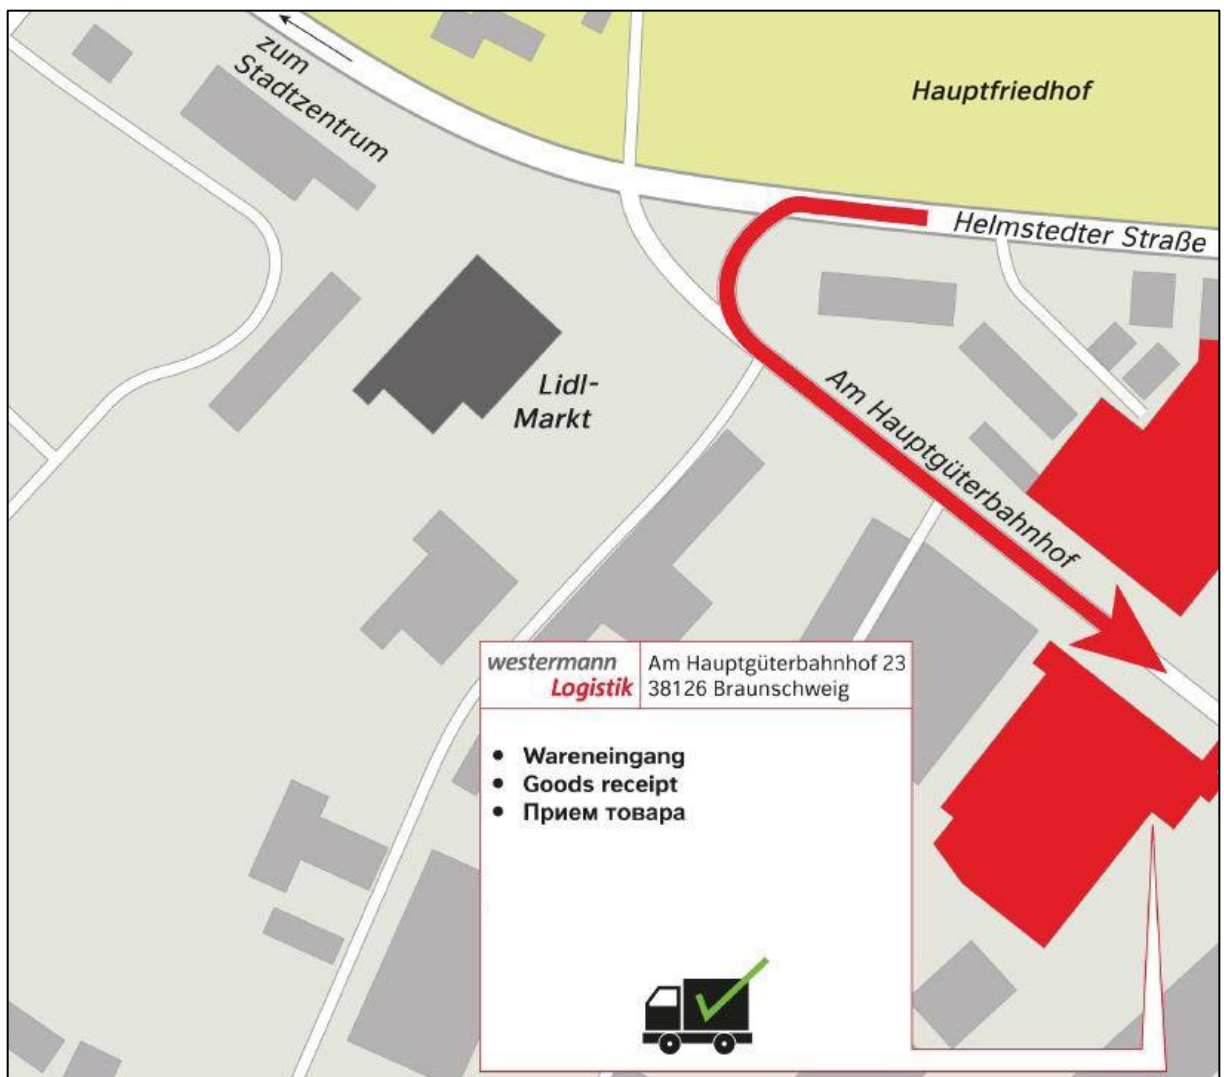 zum
Stadtzentrum
Hauptfriedhof
Helmstedter Straße
Lidl-
Markt
Am Hauptgüterbahnhof
westermann
Logistik
Am Hauptgüterbahnhof 23
38126 Braunschweig
• Wareneingang
• Goods receipt
• Прием товара